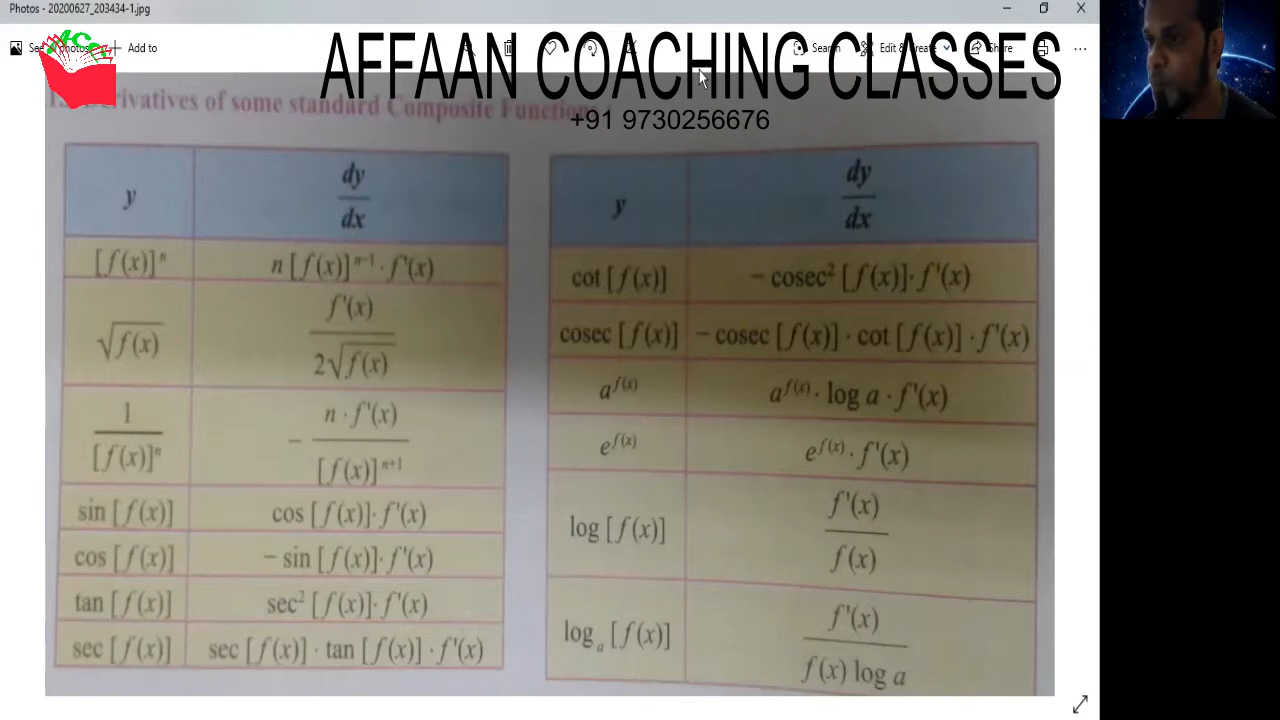 Photos - 20200627_203434-1.jpg
Add to
Search
Edit & Create
Share
AFFAAN COACHING CLASSES
+91 9730256676
Derivatives of some standard Composite Functions
y dy/dx
[f(x)]ⁿ n [f(x)]ⁿ⁻¹ · f'(x)
√f(x) f'(x) / 2√f(x)
1 / [f(x)]ⁿ − n · f'(x) / [f(x)]ⁿ⁺¹
sin [f(x)] cos [f(x)]· f'(x)
cos [f(x)] − sin [f(x)]· f'(x)
tan [f(x)] sec² [f(x)]· f'(x)
sec [f(x)] sec [f(x)] · tan [f(x)] · f'(x)
y dy/dx
cot [f(x)] − cosec² [f(x)]· f'(x)
cosec [f(x)] − cosec [f(x)] · cot [f(x)] · f'(x)
a^f(x) a^f(x) · log a · f'(x)
e^f(x) e^f(x) · f'(x)
log [f(x)] f'(x) / f(x)
logₐ [f(x)] f'(x) / f(x) log a